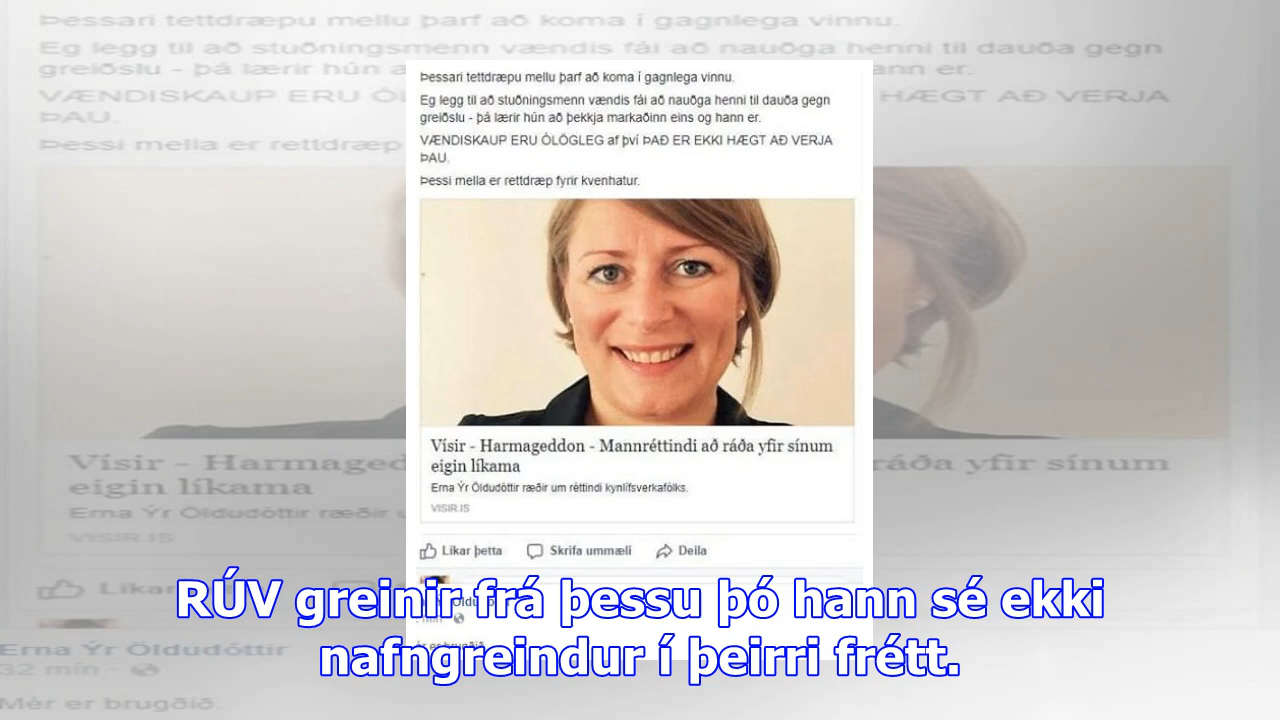 Þessari tettdræpu mellu þarf að koma í gagnlega vinnu.
Eg legg til að stuðningsmenn vændis fái að nauðga henni til dauða gegn
greiðslu - þá lærir hún að þekkja markaðinn eins og hann er.
VÆNDISKAUP ERU ÓLÖGLEG af því ÞAÐ ER EKKI HÆGT AÐ VERJA
ÞAU.
Þessi mella er rettdræp fyrir kvenhatur.
Vísir - Harmageddon - Mannréttindi að ráða yfir sínum
eigin líkama
Erna Ýr Öldudóttir ræðir um réttindi kynlífsverkafólks.
VISIR.IS
Líkar þetta Skrifa ummæli Deila
RÚV greinir frá þessu þó hann sé ekki
nafngreindur í þeirri frétt.
Erna Ýr Öldudóttir
32 mín
Mér er brugðið.